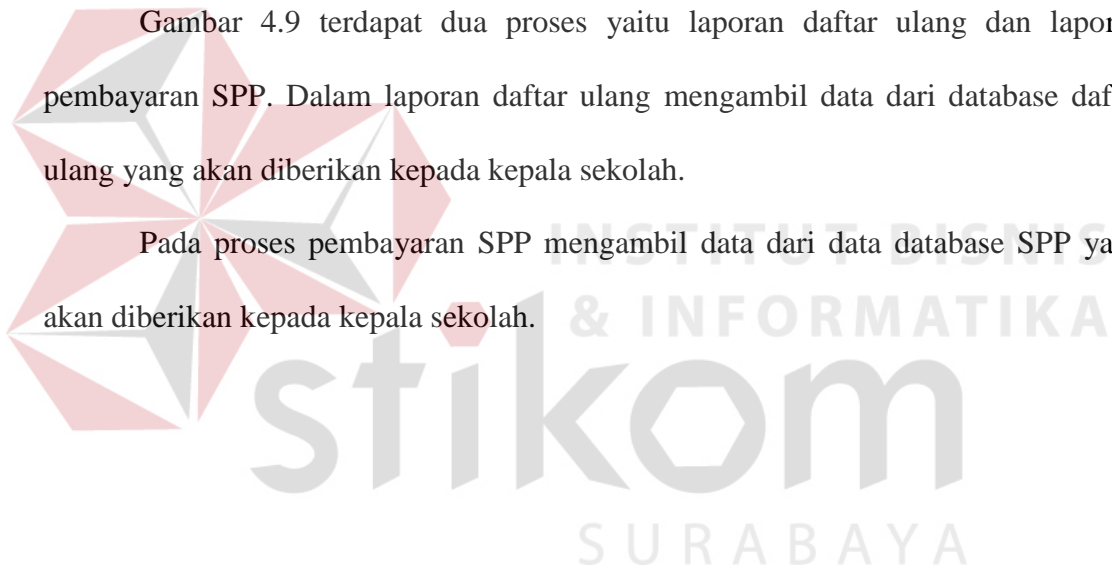 Gambar 4.9 terdapat dua proses yaitu laporan daftar ulang dan lapor
pembayaran SPP. Dalam laporan daftar ulang mengambil data dari database daf
ulang yang akan diberikan kepada kepala sekolah.
Pada proses pembayaran SPP mengambil data dari data database SPP ya
akan diberikan kepada kepala sekolah.
INSTITUT BISNIS
& INFORMATIKA
stikom
SURABAYA